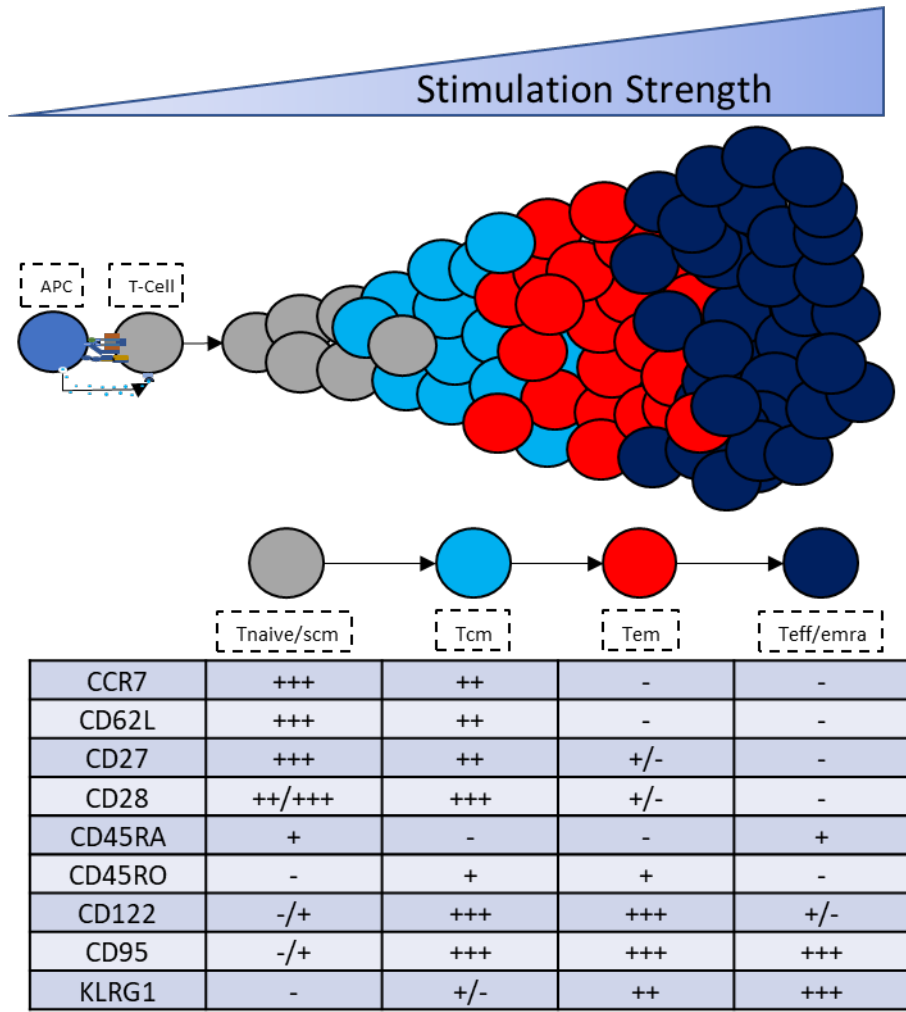 Stimulation Strength
APC T-Cell
Tnaive/scm Tcm Tem Teff/emra
CCR7 +++ ++ - -
CD62L +++ ++ - -
CD27 +++ ++ +/- -
CD28 ++/+++ +++ +/- -
CD45RA + - - +
CD45RO - + + -
CD122 -/+ +++ +++ +/-
CD95 -/+ +++ +++ +++
KLRG1 - +/- ++ +++